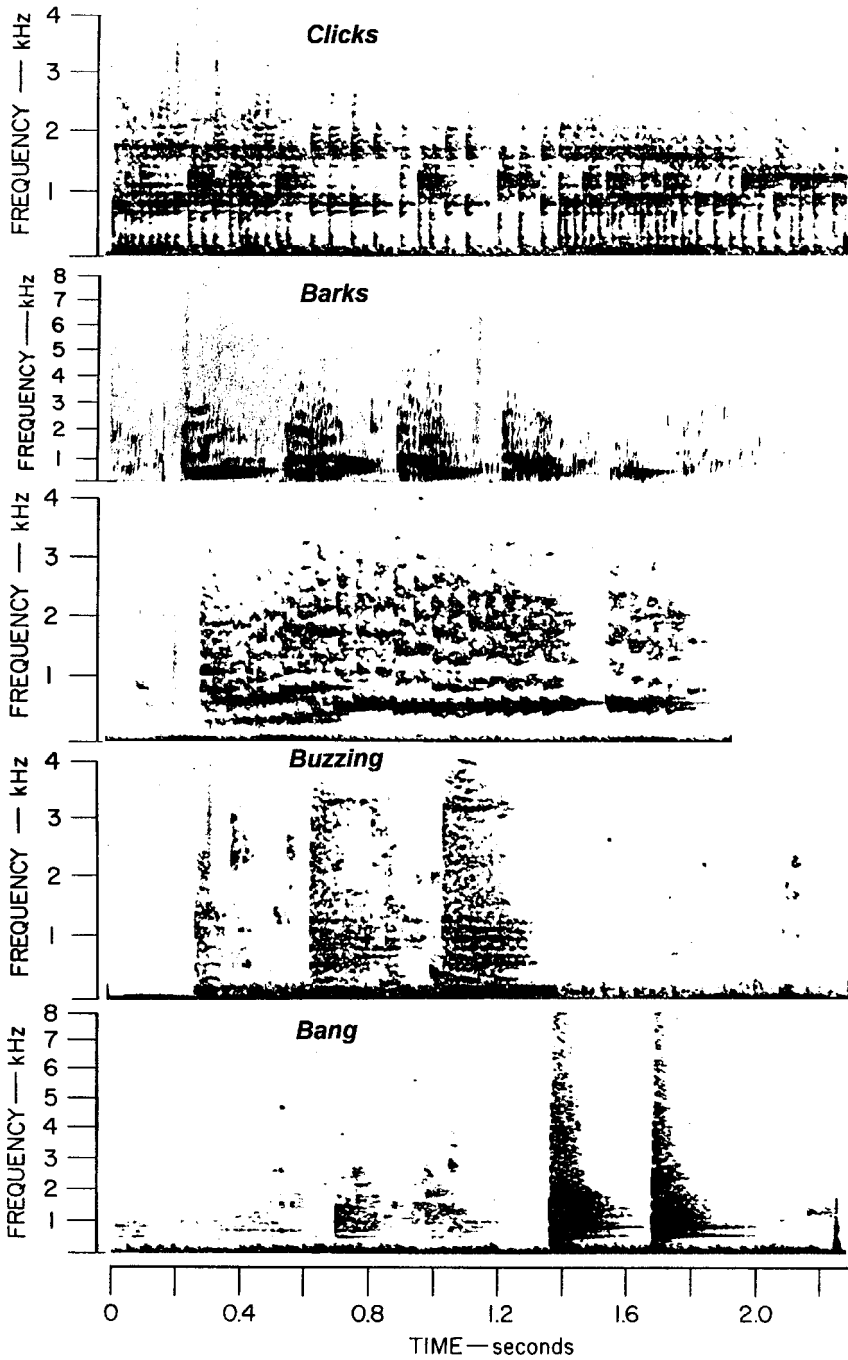 Clicks
FREQUENCY — kHz
4
3
2
1
Barks
FREQUENCY — kHz
8
7
6
5
4
3
2
1
FREQUENCY — kHz
4
3
2
1
Buzzing
FREQUENCY — kHz
4
3
2
1
Bang
FREQUENCY — kHz
8
7
6
5
4
3
2
1
0 0.4 0.8 1.2 1.6 2.0
TIME — seconds